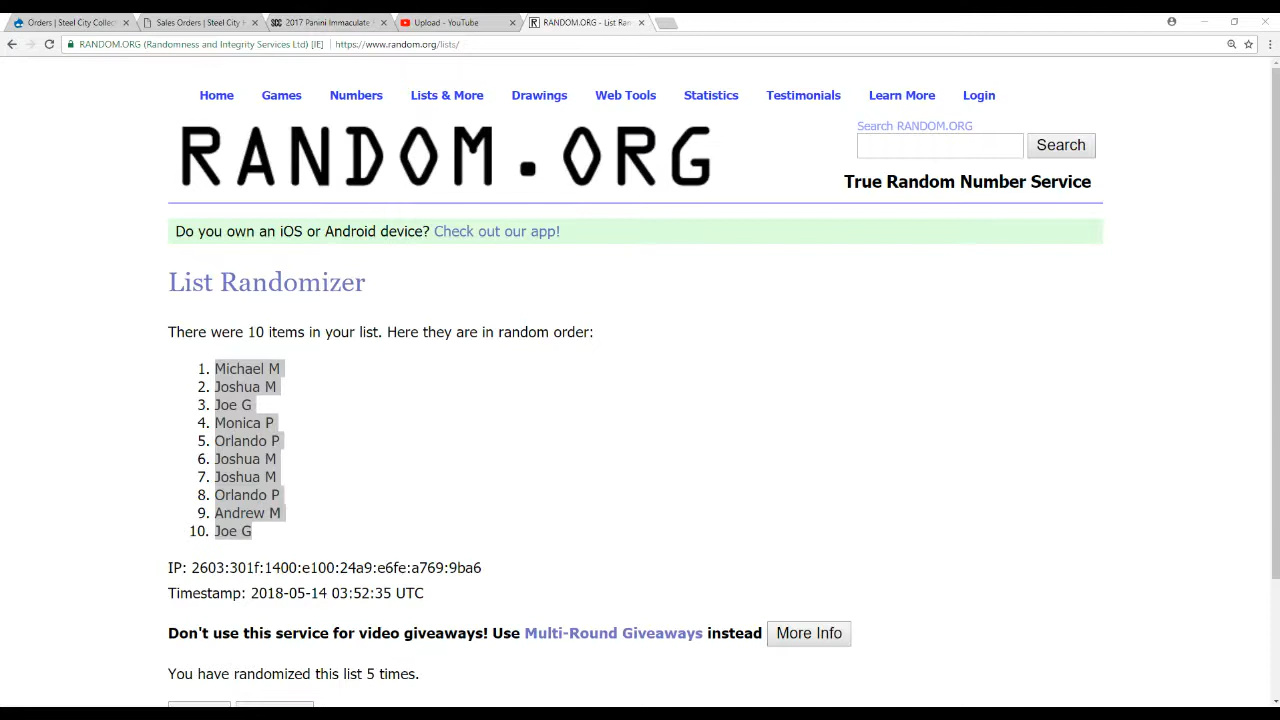 Orders | Steel City Collect
Sales Orders | Steel City H
2017 Panini Immaculate
Upload - YouTube
RANDOM.ORG - List Ran
RANDOM.ORG (Randomness and Integrity Services Ltd) [IE] | https://www.random.org/lists/
Home Games Numbers Lists & More Drawings Web Tools Statistics Testimonials Learn More Login
RANDOM.ORG
Search RANDOM.ORG
Search
True Random Number Service
Do you own an iOS or Android device? Check out our app!
List Randomizer
There were 10 items in your list. Here they are in random order:
1. Michael M
2. Joshua M
3. Joe G
4. Monica P
5. Orlando P
6. Joshua M
7. Joshua M
8. Orlando P
9. Andrew M
10. Joe G
IP: 2603:301f:1400:e100:24a9:e6fe:a769:9ba6
Timestamp: 2018-05-14 03:52:35 UTC
Don't use this service for video giveaways! Use Multi-Round Giveaways instead More Info
You have randomized this list 5 times.